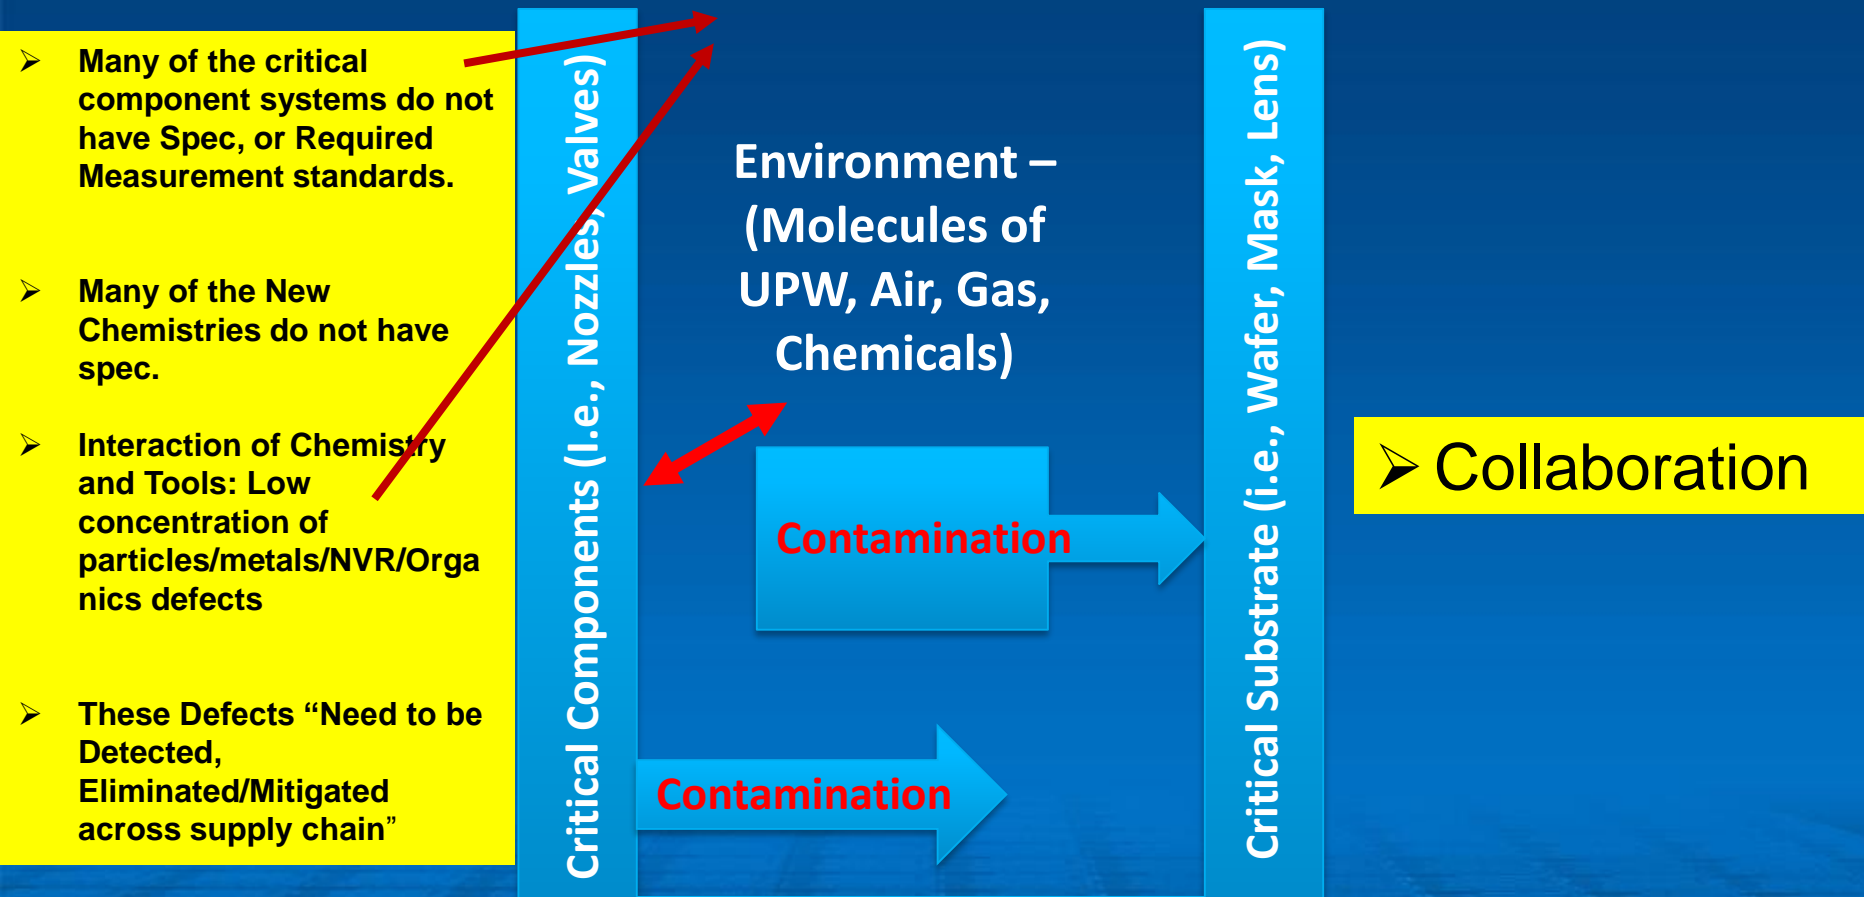 ➢ Many of the critical
component systems do not
have Spec, or Required
Measurement standards.
➢ Many of the New
Chemistries do not have
spec.
➢ Interaction of Chemistry
and Tools: Low
concentration of
particles/metals/NVR/Orga
nics defects
➢ These Defects “Need to be
Detected,
Eliminated/Mitigated
across supply chain”
Critical Components (I.e., Nozzles, Valves)
Environment –
(Molecules of
UPW, Air, Gas,
Chemicals)
Contamination
Contamination
Critical Substrate (i.e., Wafer, Mask, Lens)
➢ Collaboration